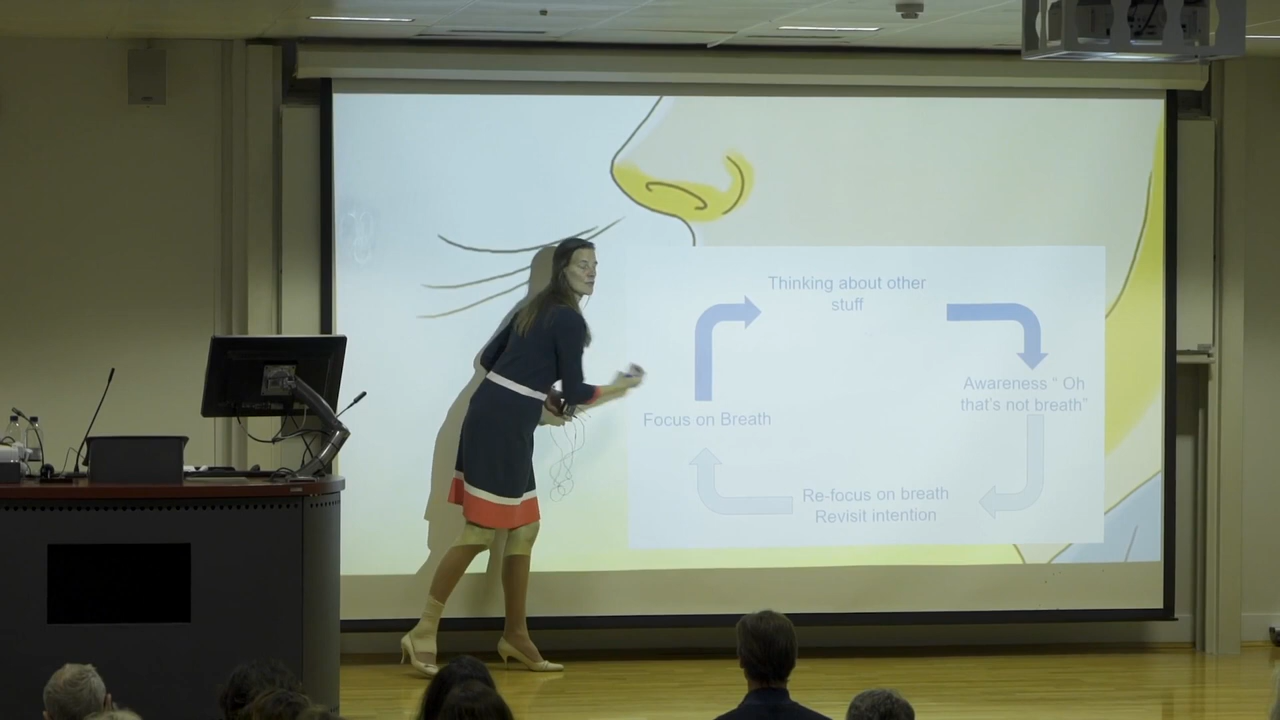 Thinking about other
stuff
Awareness " Oh
that's not breath"
Focus on Breath
Re-focus on breath
Revisit intention